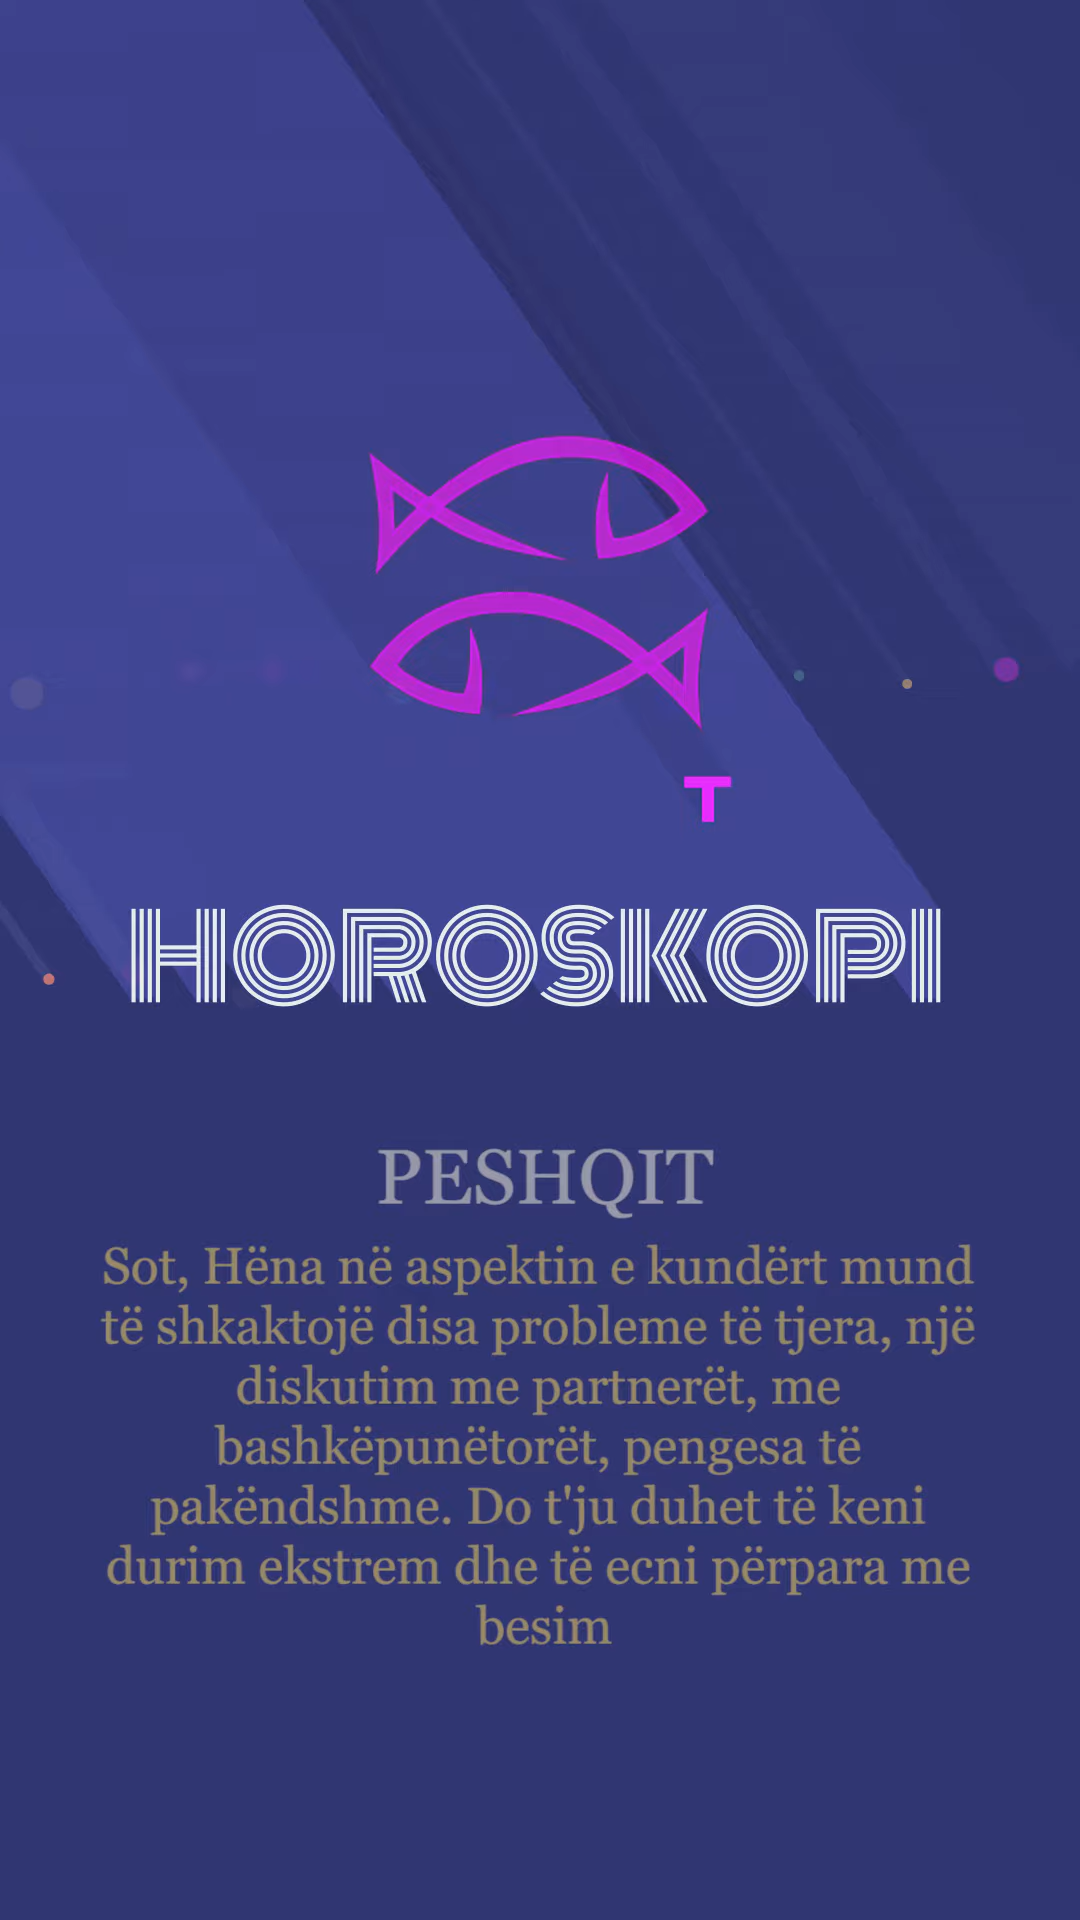 T
HOROSKOPI
PESHQIT
Sot, Hëna në aspektin e kundërt mund
të shkaktojë disa probleme të tjera, një
diskutim me partnerët, me
bashkëpunëtorët, pengesa të
pakëndshme. Do t'ju duhet të keni
durim ekstrem dhe të ecni përpara me
besim